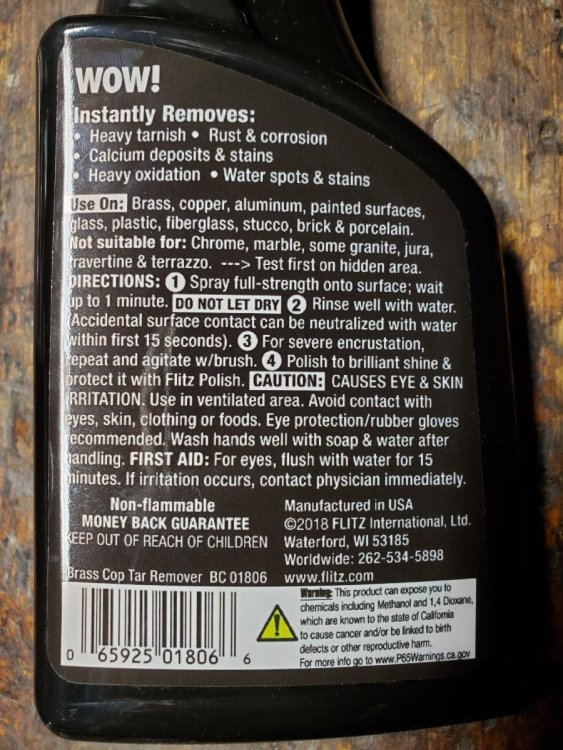 WOW!
Instantly Removes:
• Heavy tarnish • Rust & corrosion
• Calcium deposits & stains
• Heavy oxidation • Water spots & stains
Use On: Brass, copper, aluminum, painted surfaces,
glass, plastic, fiberglass, stucco, brick & porcelain.
Not suitable for: Chrome, marble, some granite, jura,
travertine & terrazzo. ---> Test first on hidden area.
DIRECTIONS: 1 Spray full-strength onto surface; wait
up to 1 minute. DO NOT LET DRY 2 Rinse well with water.
(Accidental surface contact can be neutralized with water
within first 15 seconds). 3 For severe encrustation,
repeat and agitate w/brush. 4 Polish to brilliant shine &
protect it with Flitz Polish. CAUTION: CAUSES EYE & SKIN
IRRITATION. Use in ventilated area. Avoid contact with
eyes, skin, clothing or foods. Eye protection/rubber gloves
recommended. Wash hands well with soap & water after
handling. FIRST AID: For eyes, flush with water for 15
minutes. If irritation occurs, contact physician immediately.
Non-flammable
MONEY BACK GUARANTEE
KEEP OUT OF REACH OF CHILDREN
Brass Cop Tar Remover BC 01806
Manufactured in USA
©2018 FLITZ International, Ltd.
Waterford, WI 53185
Worldwide: 262-534-5898
www.flitz.com
0 65925 01806 6
Warning: This product can expose you to
chemicals including Methanol and 1,4 Dioxane,
which are known to the state of California
to cause cancer and/or be linked to birth
defects or other reproductive harm.
For more info go to www.P65Warnings.ca.gov